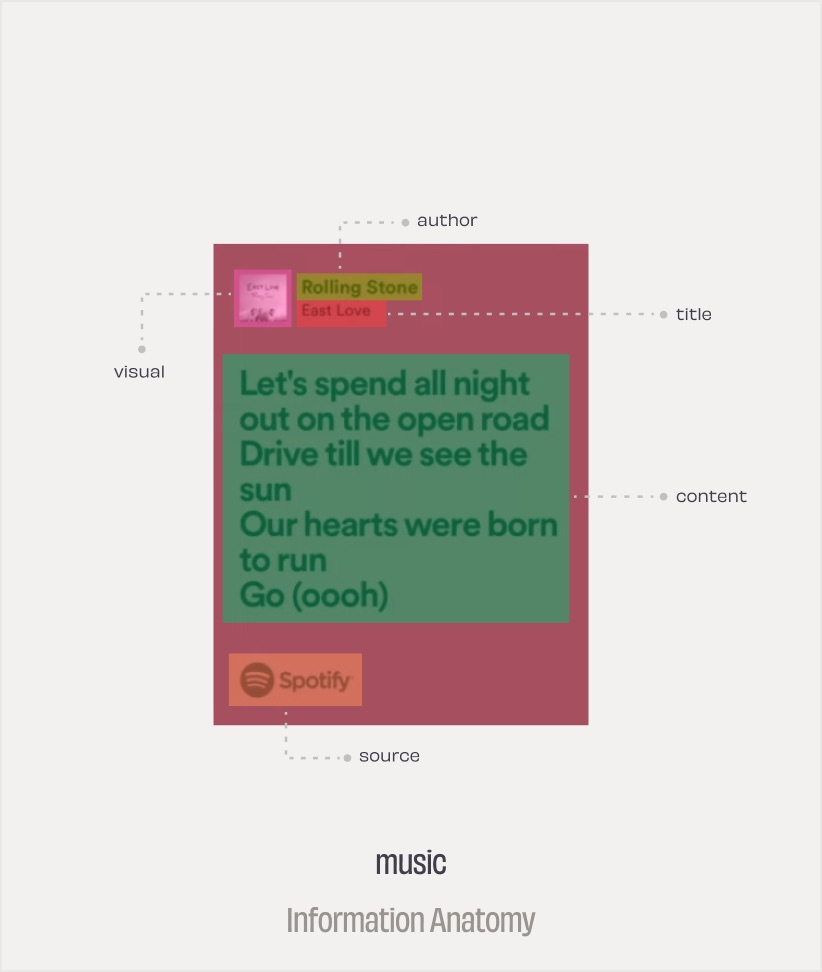 author
Rolling Stone
East Love
title
visual
Let's spend all night
out on the open road
Drive till we see the
sun
Our hearts were born
to run
Go (oooh)
content
Spotify
source
music
Information Anatomy